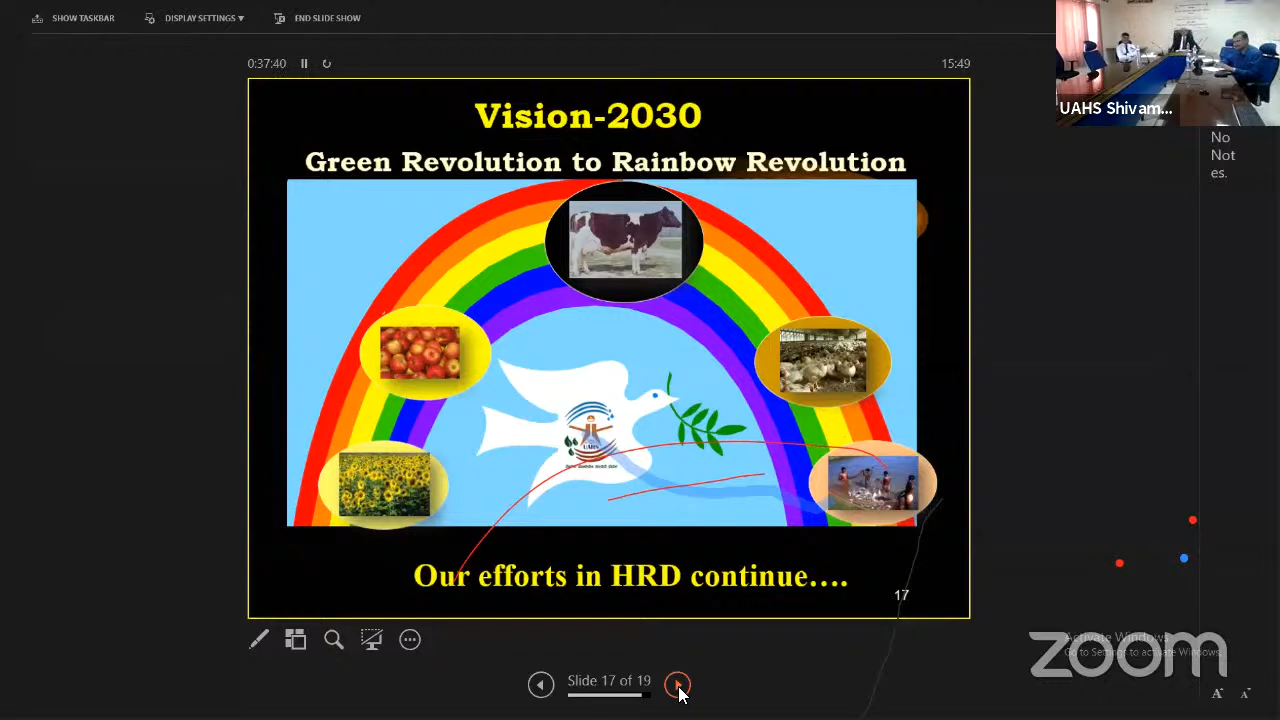 SHOW TASKBAR
DISPLAY SETTINGS ▼
END SLIDE SHOW
0:37:40
15:49
UAHS Shivam...
No
Not
es.
Vision-2030
Green Revolution to Rainbow Revolution
UAHS
Our efforts in HRD continue....
17
Slide 17 of 19
Activate Windows
Go to Settings to activate Windows.
zoom
A
A